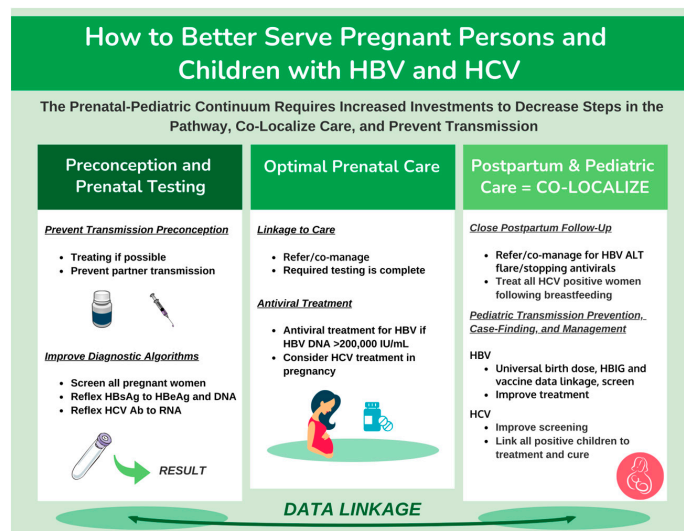 How to Better Serve Pregnant Persons and
Children with HBV and HCV
The Prenatal-Pediatric Continuum Requires Increased Investments to Decrease Steps in the
Pathway, Co-Localize Care, and Prevent Transmission
Preconception and
Prenatal Testing
Prevent Transmission Preconception
• Treating if possible
• Prevent partner transmission
Improve Diagnostic Algorithms
• Screen all pregnant women
• Reflex HBsAg to HBeAg and DNA
• Reflex HCV Ab to RNA
RESULT
Optimal Prenatal Care
Linkage to Care
• Refer/co-manage
• Required testing is complete
Antiviral Treatment
• Antiviral treatment for HBV if
HBV DNA >200,000 IU/mL
• Consider HCV treatment in
pregnancy
Postpartum & Pediatric
Care = CO-LOCALIZE
Close Postpartum Follow-Up
• Refer/co-manage for HBV ALT
flare/stopping antivirals
• Treat all HCV positive women
following breastfeeding
Pediatric Transmission Prevention,
Case-Finding, and Management
HBV
• Universal birth dose, HBIG and
vaccine data linkage, screen
• Improve treatment
HCV
• Improve screening
• Link all positive children to
treatment and cure
DATA LINKAGE